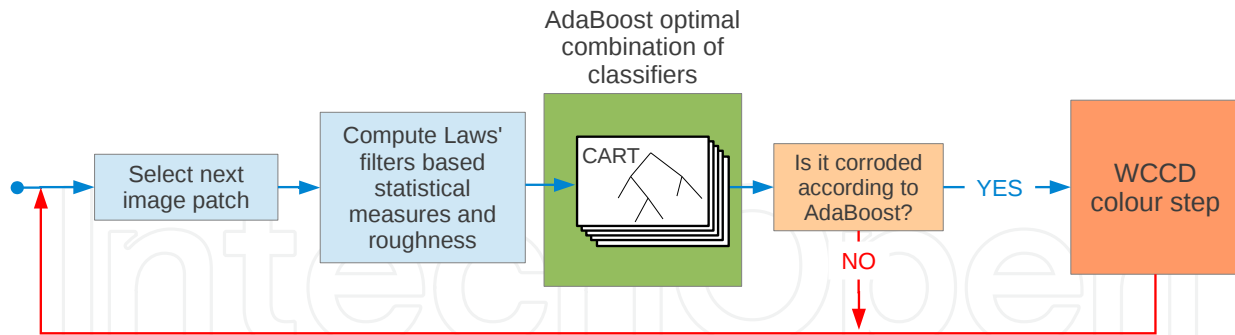 AdaBoost optimal
combination of
classifiers
Select next
image patch
Compute Laws'
filters based
statistical
measures and
roughness
CART
Is it corroded
according to
AdaBoost?
YES
WCCD
colour step
NO
IntechOpen